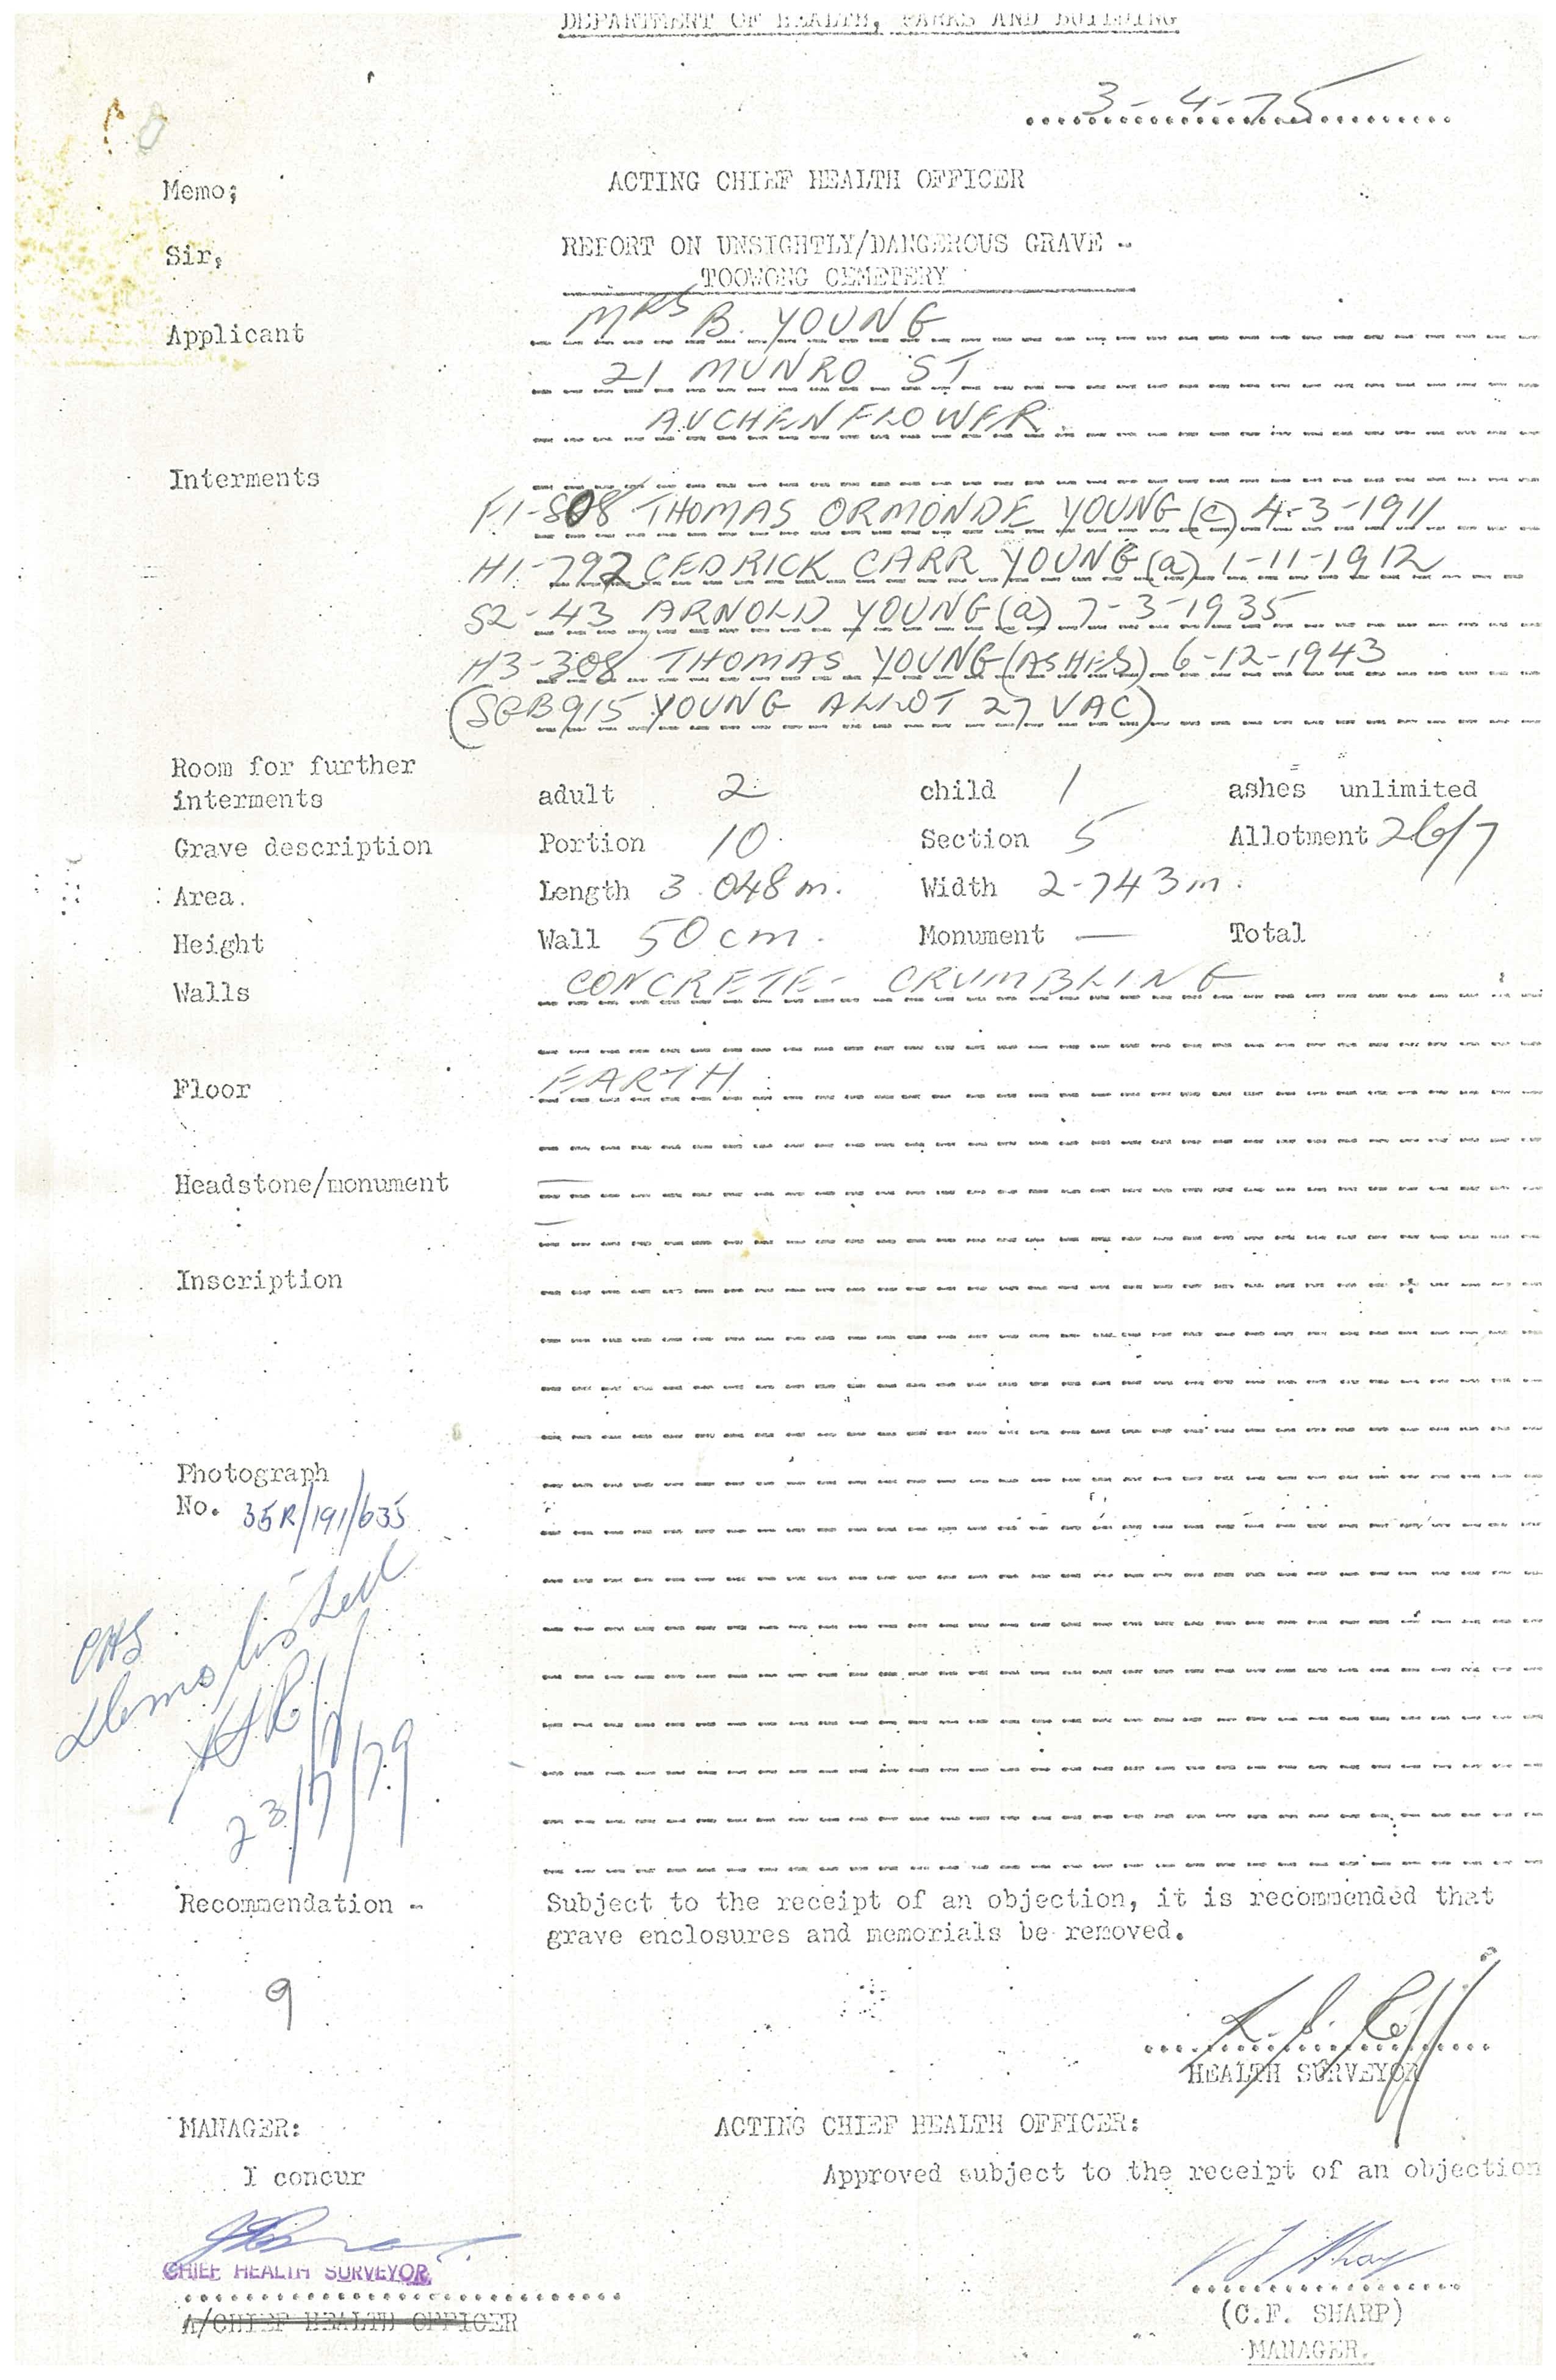 DEPARTMENT OF HEALTH, PARKS AND BUILDING
3-4-75
Memo; ACTING CHIEF HEALTH OFFICER
Sir, REPORT ON UNSIGHTLY/DANGEROUS GRAVE -
TOOWONG CEMETERY
Applicant MRS B. YOUNG
21 MUNRO ST
AUCHENFLOWER
Interments
F1-808 THOMAS ORMONDE YOUNG (c) 4-3-1911
H1-792 CEDRICK CARR YOUNG (a) 1-11-1912
S2-43 ARNOLD YOUNG (a) 7-3-1935
H3-308 THOMAS YOUNG (ASHES) 6-12-1943
(SGB915 YOUNG ALLOT 27 VAC)
Room for further
interments adult 2 child 1 ashes unlimited
Grave description Portion 10 Section 5 Allotment 26/7
Area. Length 3.048 m. Width 2-743 m.
Height Wall 50 cm. Monument — Total
Walls CONCRETE - CRUMBLING
Floor EARTH
Headstone/monument —
—
Inscription
Photograph
No. 35R/191/635
CHS
Demolished
23/7/79
Recommendation - Subject to the receipt of an objection, it is recommended that
grave enclosures and memorials be removed.
9
HEALTH SURVEYOR
MANAGER: ACTING CHIEF HEALTH OFFICER:
I concur Approved subject to the receipt of an objection
CHIEF HEALTH SURVEYOR
A/CHIEF HEALTH OFFICER
(C.F. SHARP)
MANAGER.